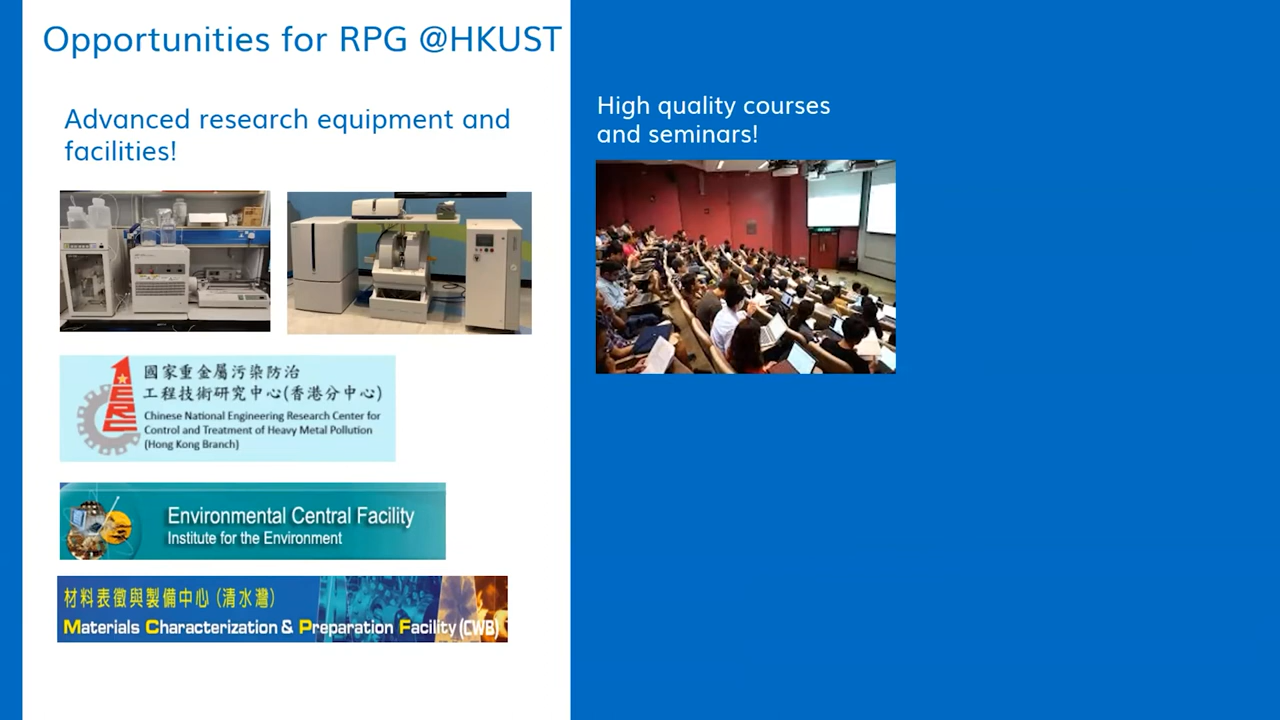 Opportunities for RPG @HKUST
Advanced research equipment and
facilities!
國家重金屬污染防治
工程技術研究中心(香港分中心)
ERC
Chinese National Engineering Research Center for
Control and Treatment of Heavy Metal Pollution
(Hong Kong Branch)
Environmental Central Facility
Institute for the Environment
材料表徵與製備中心 (清水灣)
Materials Characterization & Preparation Facility (CWB)
High quality courses
and seminars!